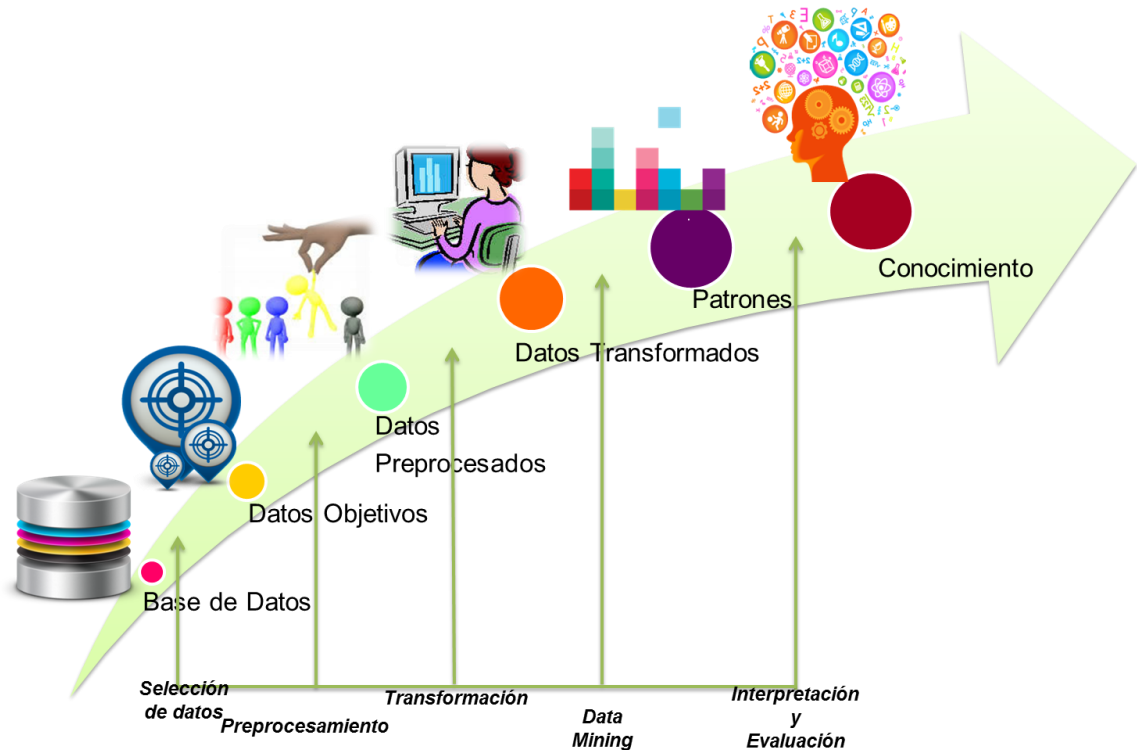 Conocimiento
Patrones
Datos Transformados
Datos
Preprocesados
Datos Objetivos
Base de Datos
Selección
de datos
Preprocesamiento
Transformación
Data
Mining
Interpretación
y
Evaluación